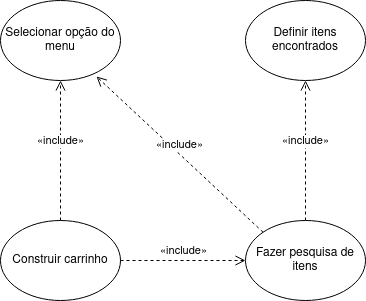 Selecionar opção do
menu
Definir itens
encontrados
«include»
«include»
«include»
Construir carrinho
«include»
Fazer pesquisa de
itens